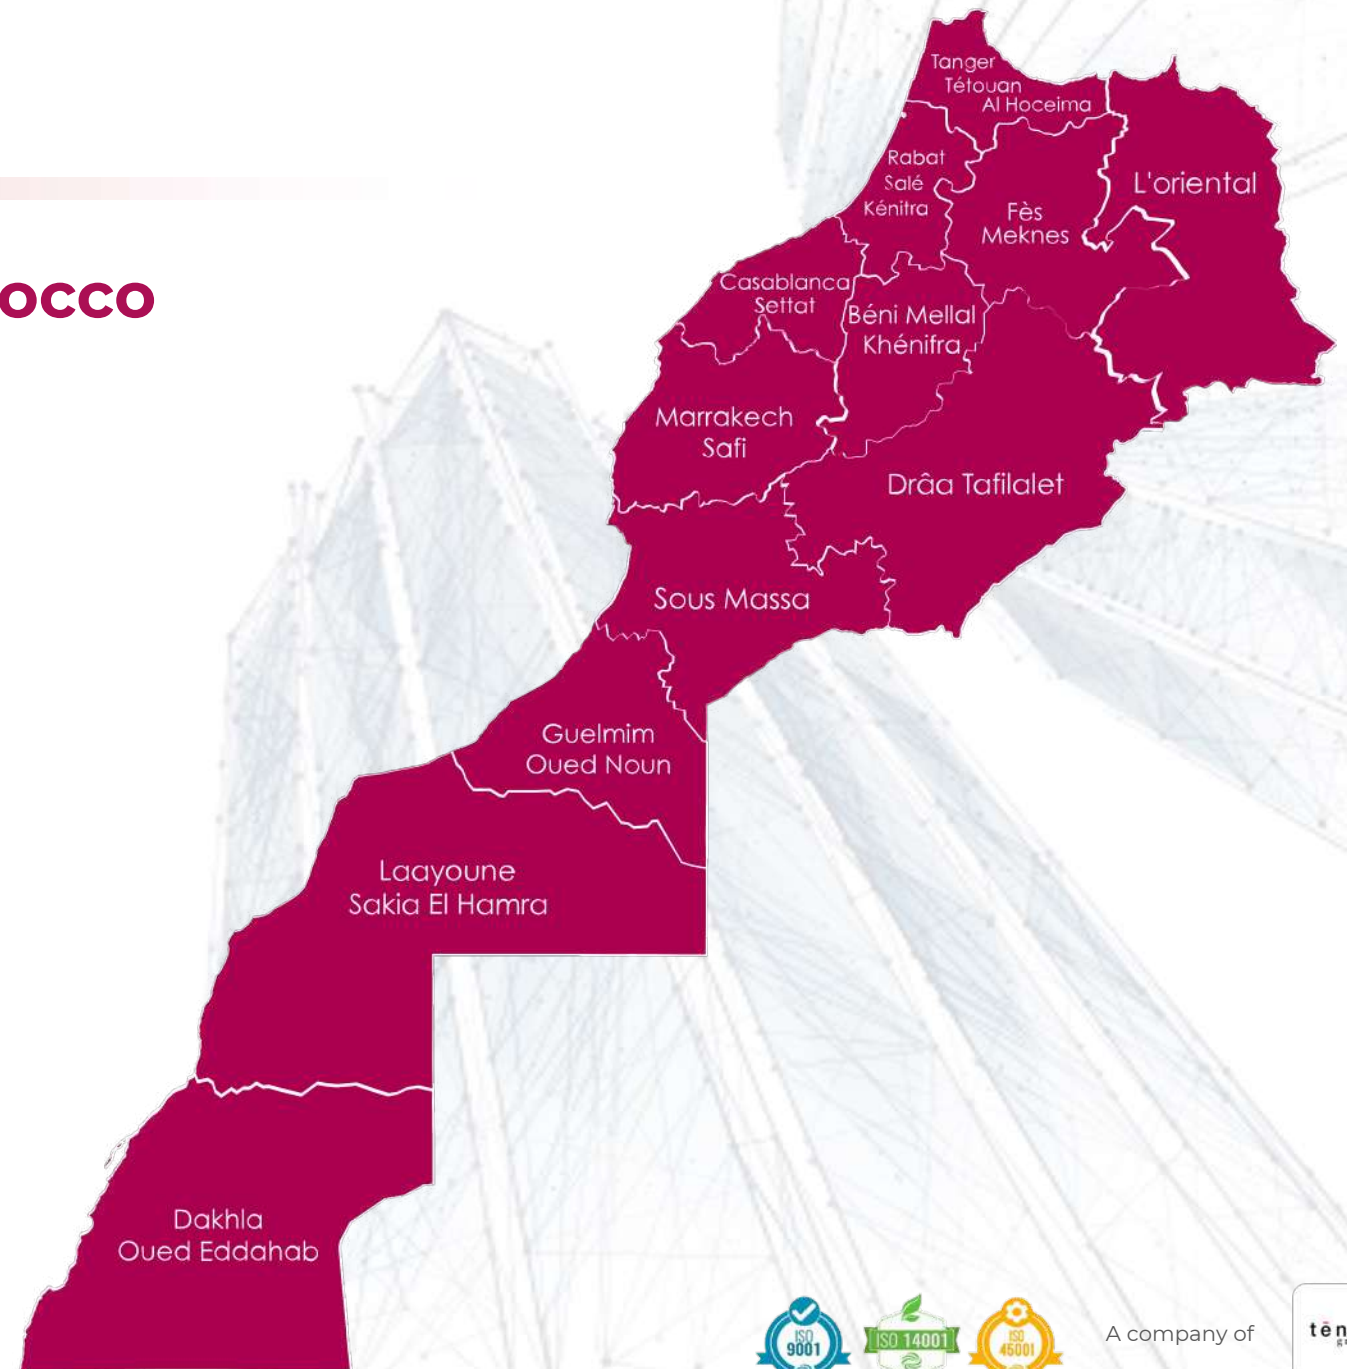 occo
Tanger
Tétouan
Al Hoceima
Rabat
Salé
Kénitra
L'oriental
Fès
Meknes
Casablanca
Settat
Béni Mellal
Khénifra
Marrakech
Safi
Drâa Tafilalet
Sous Massa
Guelmim
Oued Noun
Laayoune
Sakia El Hamra
Dakhla
Oued Eddahab
ISO
9001
ISO 14001
ISO
45001
A company of
tēn